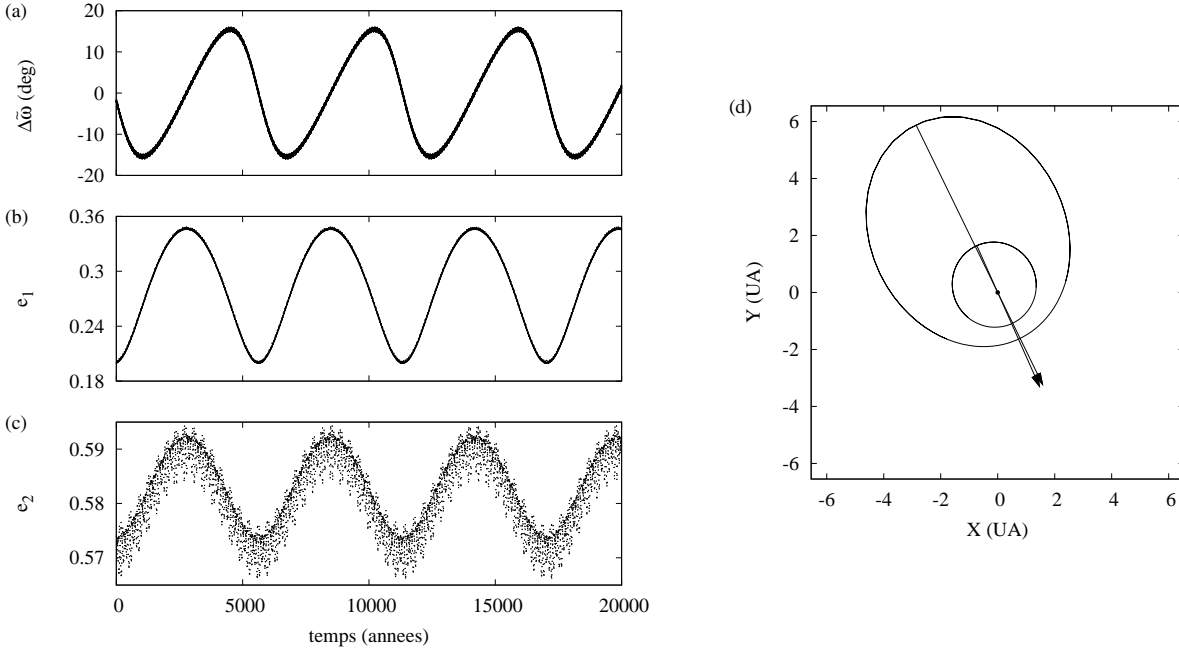 (a)
20
10
0
-10
-20
Δω̃ (deg)
(b)
0.36
0.3
0.24
0.18
e1
(c)
0.59
0.58
0.57
e2
0 5000 10000 15000 20000
temps (annees)
(d)
6
4
2
0
-2
-4
-6
Y (UA)
-6 -4 -2 0 2 4 6
X (UA)